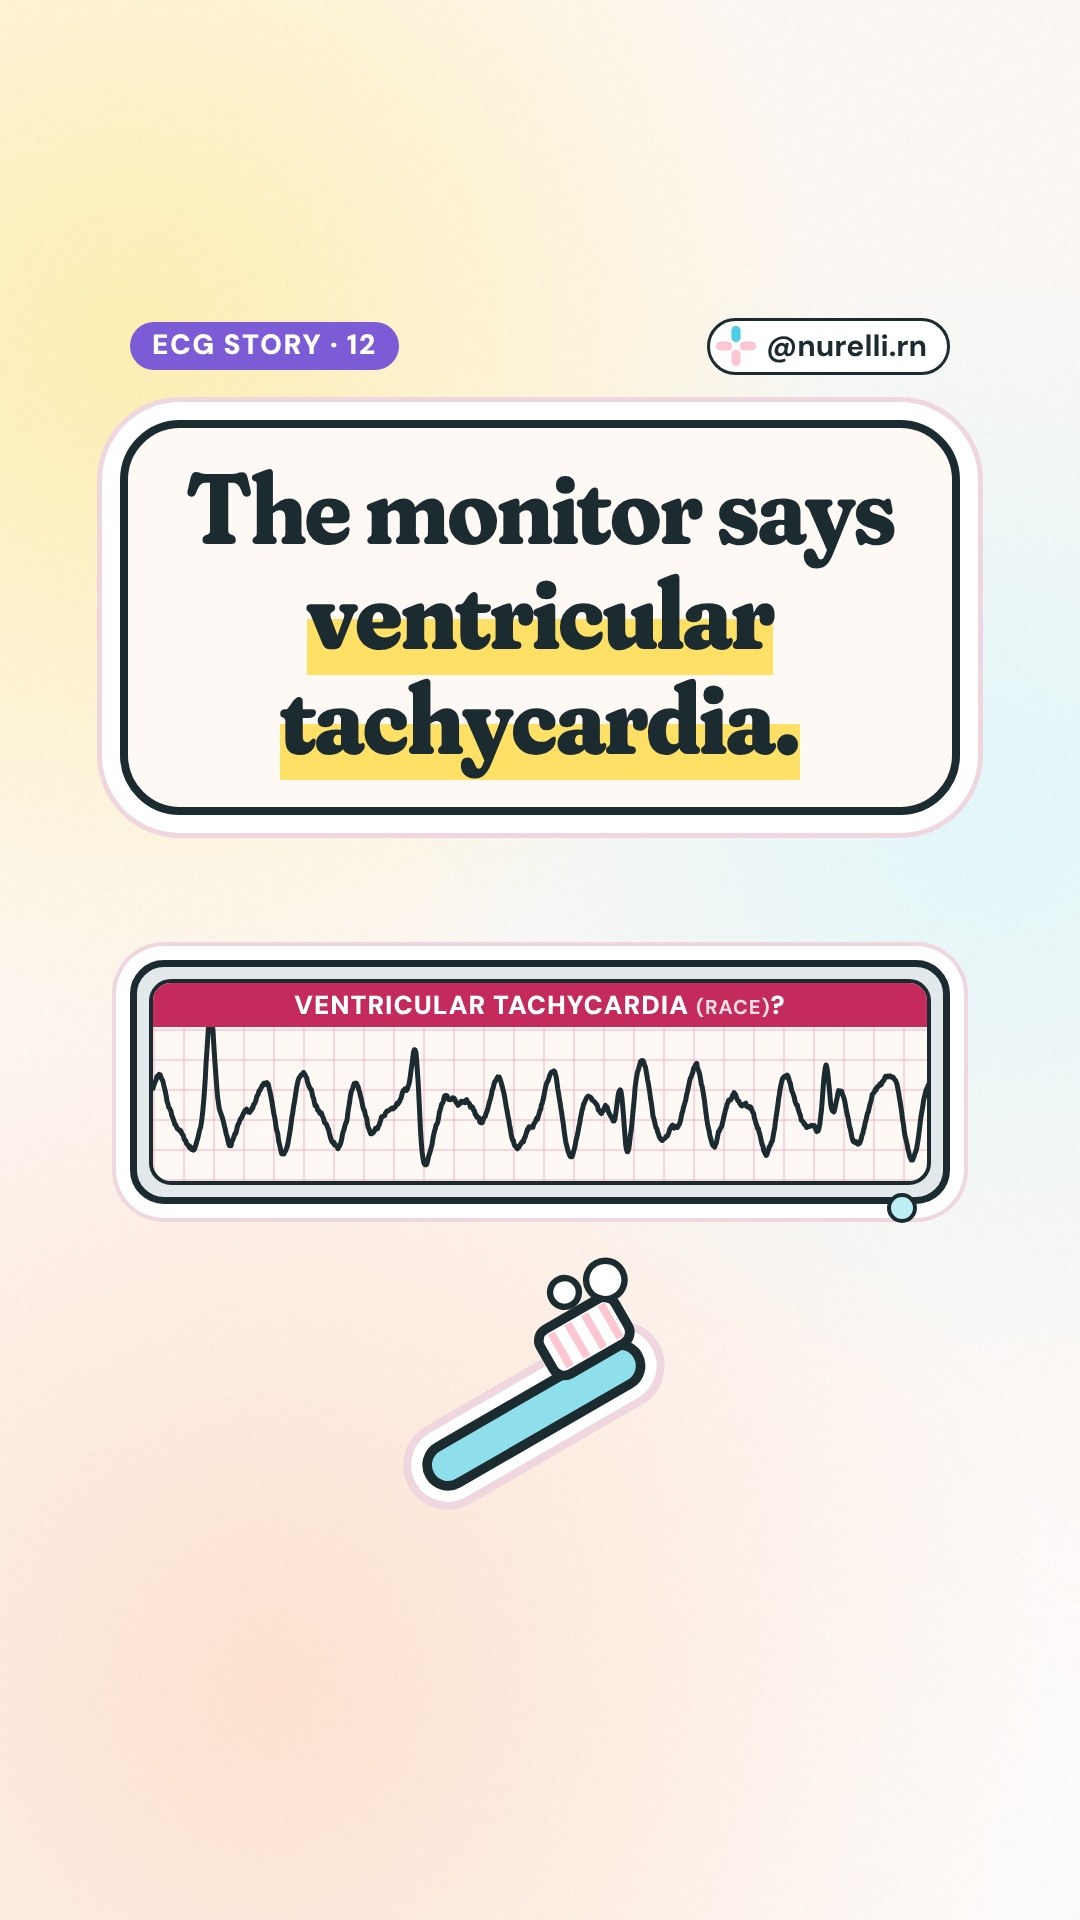 ECG STORY · 12
@nurelli.rn
The monitor says
ventricular
tachycardia.
VENTRICULAR TACHYCARDIA (RACE)?